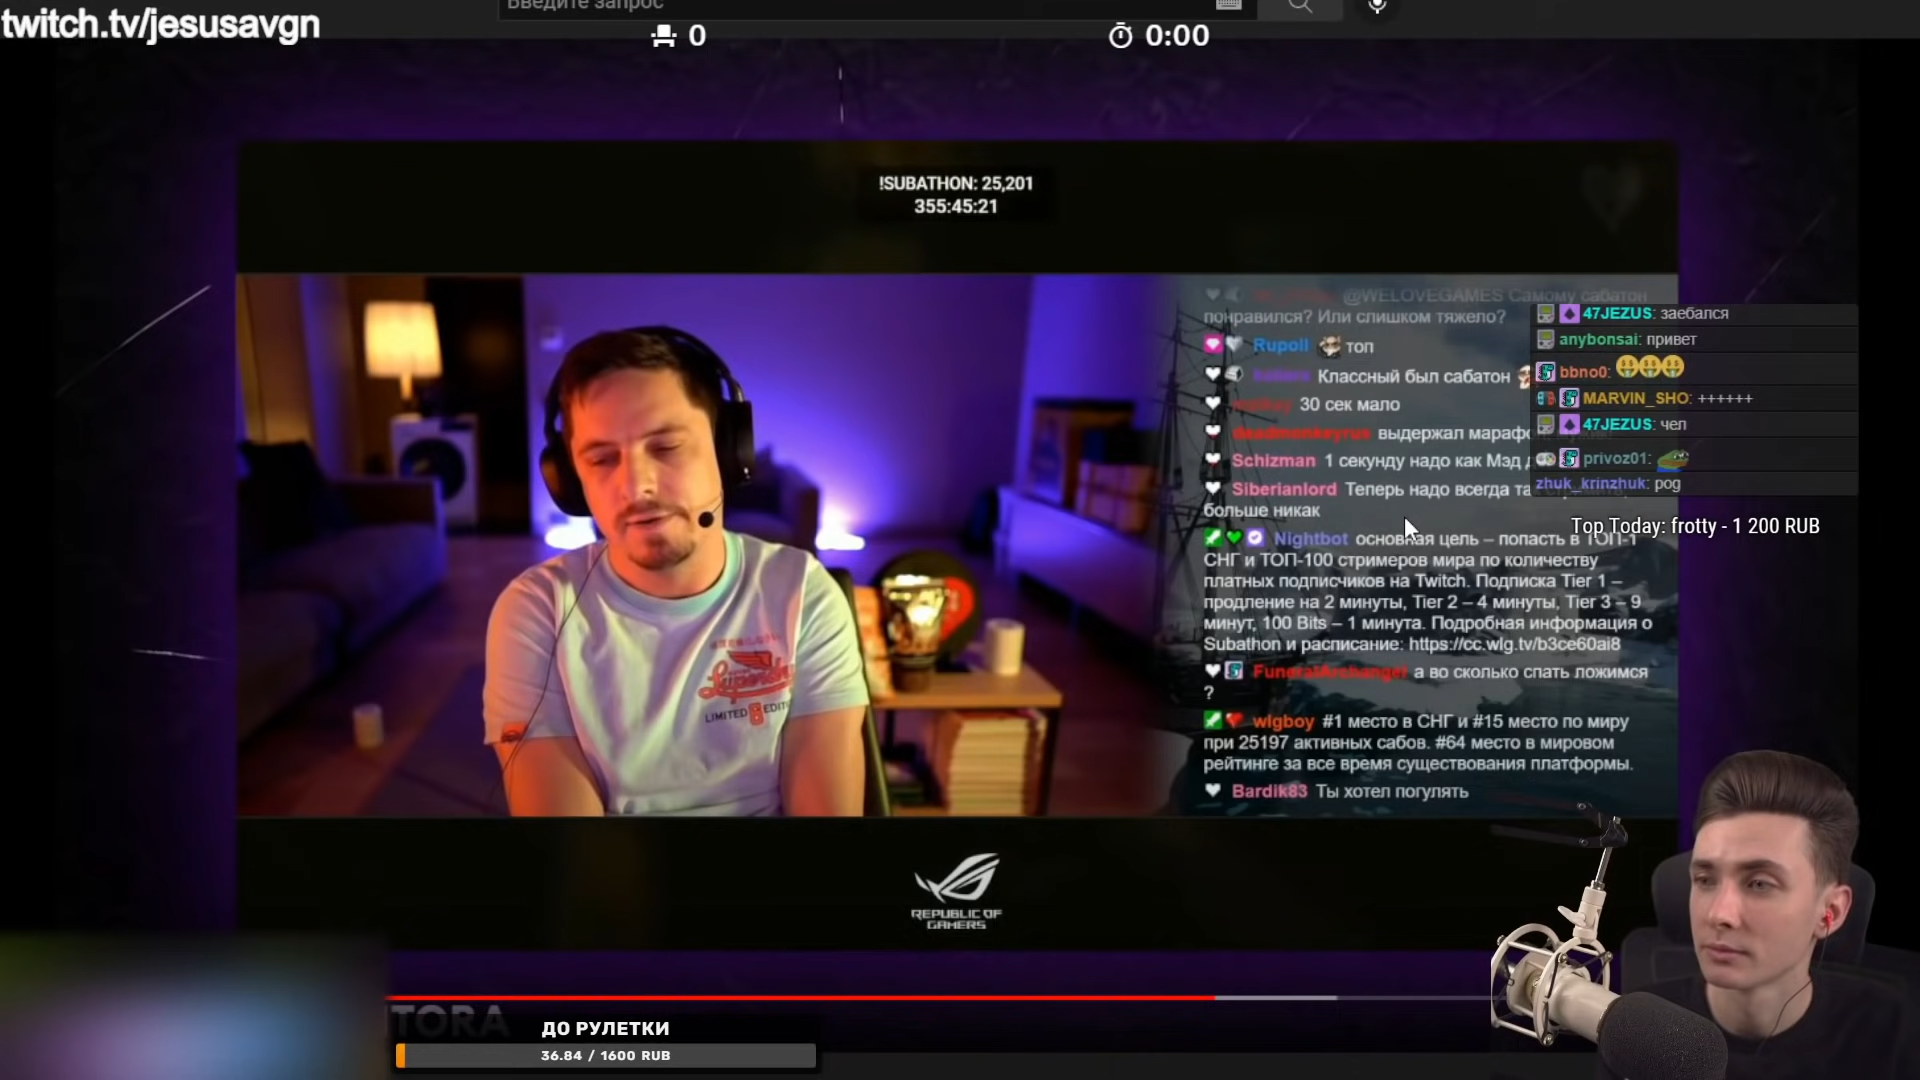 Введите запрос
twitch.tv/jesusavgn
0
0:00
!SUBATHON: 25,201
355:45:21
@WELOVEGAMES Самому сабатон
понравился? Или слишком тяжело?
Rupoll топ
Классный был сабатон
30 сек мало
deadmonkeyrus выдержал марафо
Schizman 1 секунду надо как Мэд
Siberianlord Теперь надо всегда
больше никак
Nightbot основная цель – попасть в ТОП-1
СНГ и ТОП-100 стримеров мира по количеству
платных подписчиков на Twitch. Подписка Tier 1 –
продление на 2 минуты, Tier 2 – 4 минуты, Tier 3 – 9
минут, 100 Bits – 1 минута. Подробная информация о
Subathon и расписание: https://cc.wlg.tv/b3ce60ai8
FuneralArchanger а во сколько спать ложимся
?
wlgboy #1 место в СНГ и #15 место по миру
при 25197 активных сабов. #64 место в мировом
рейтинге за все время существования платформы.
Bardik83 Ты хотел погулять
47JEZUS: заебался
anybonsai: привет
bbno0:
MARVIN_SHO: ++++++
47JEZUS: чел
privoz01:
zhuk_krinzhuk: pog
Top Today: frotty - 1 200 RUB
LIMITED EDITI
REPUBLIC OF
GAMERS
TORA
ДО РУЛЕТКИ
36.84 / 1600 RUB